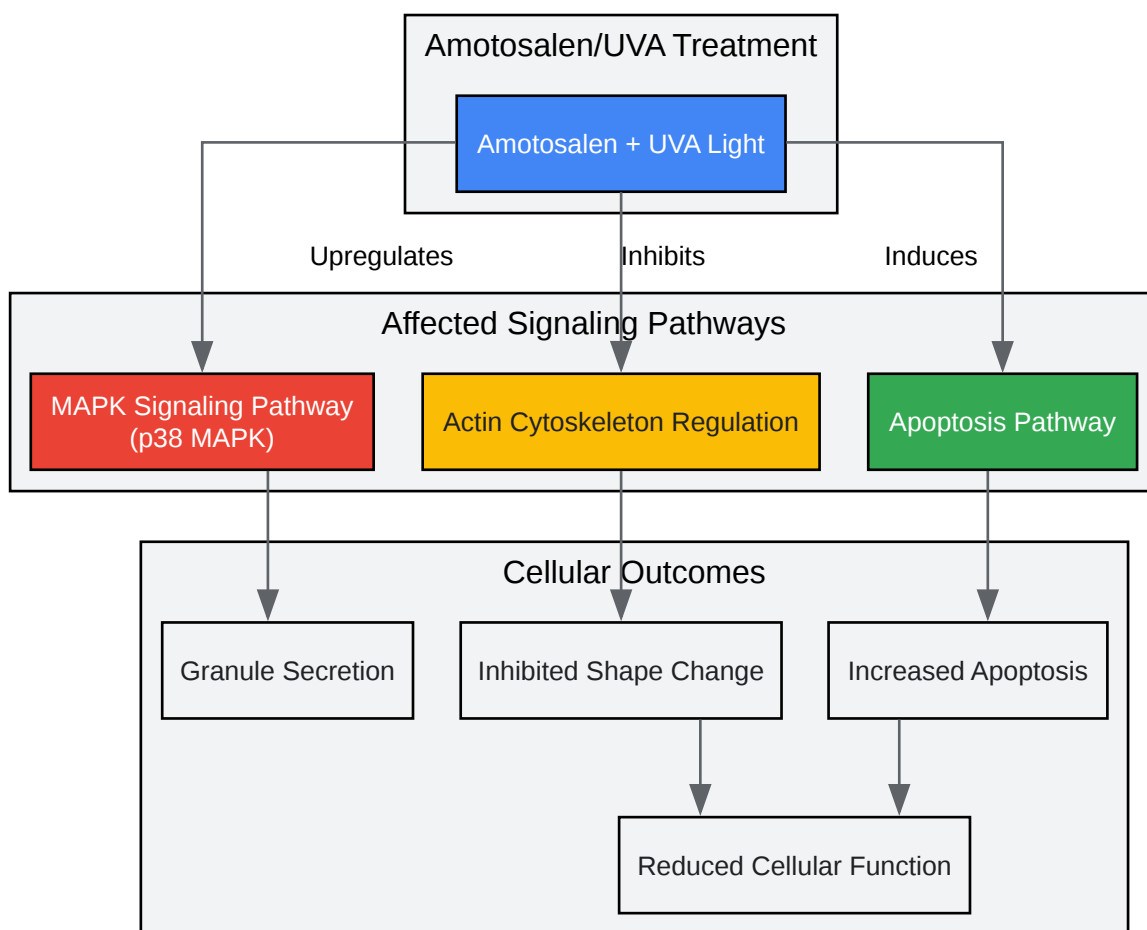 Amotosalen/UVA Treatment
Amotosalen + UVA Light
Upregulates
Inhibits
Induces
Affected Signaling Pathways
MAPK Signaling Pathway
(p38 MAPK)
Actin Cytoskeleton Regulation
Apoptosis Pathway
Cellular Outcomes
Granule Secretion
Inhibited Shape Change
Increased Apoptosis
Reduced Cellular Function